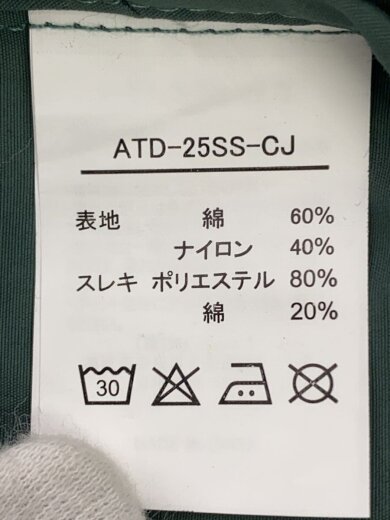 ATD-25SS-CJ
表地 綿 60%
ナイロン 40%
スレキ ポリエステル 80%
綿 20%
30